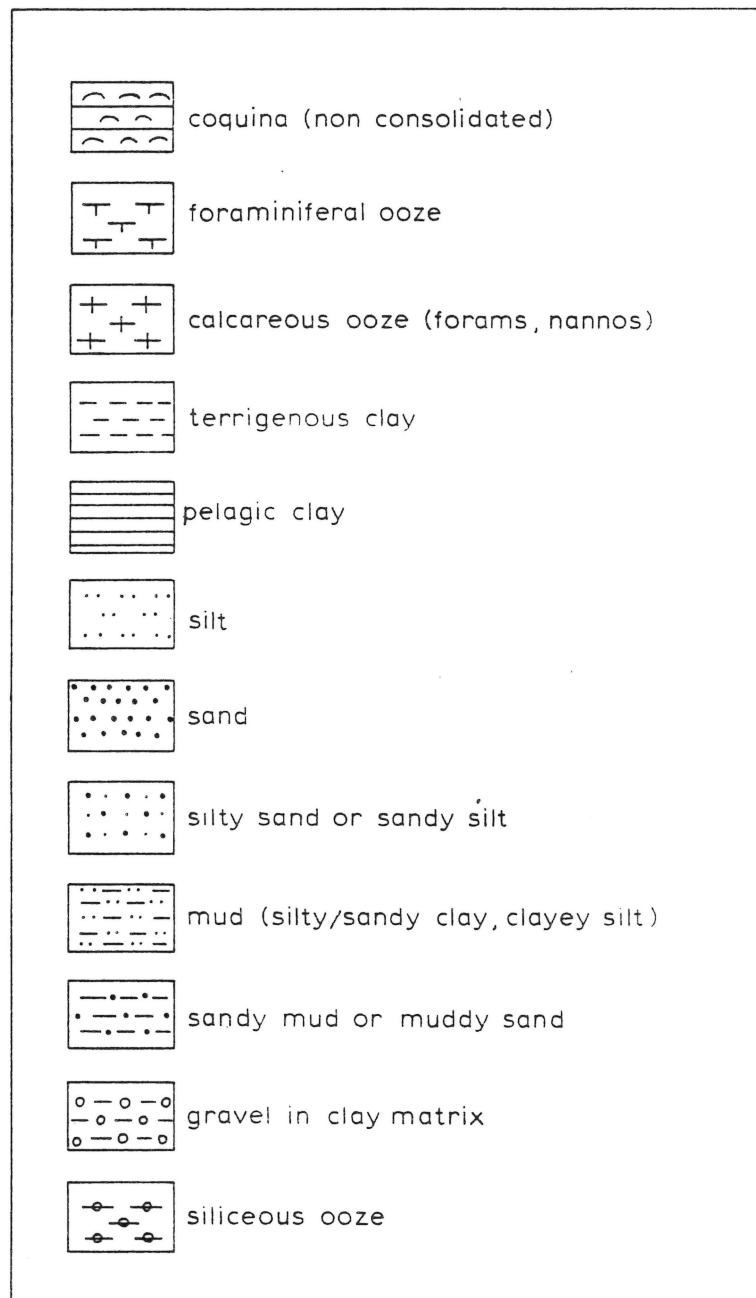 coquina (non consolidated)
foraminiferal ooze
calcareous ooze (forams, nannos)
terrigenous clay
pelagic clay
silt
sand
silty sand or sandy silt
mud (silty/sandy clay, clayey silt)
sandy mud or muddy sand
gravel in clay matrix
siliceous ooze